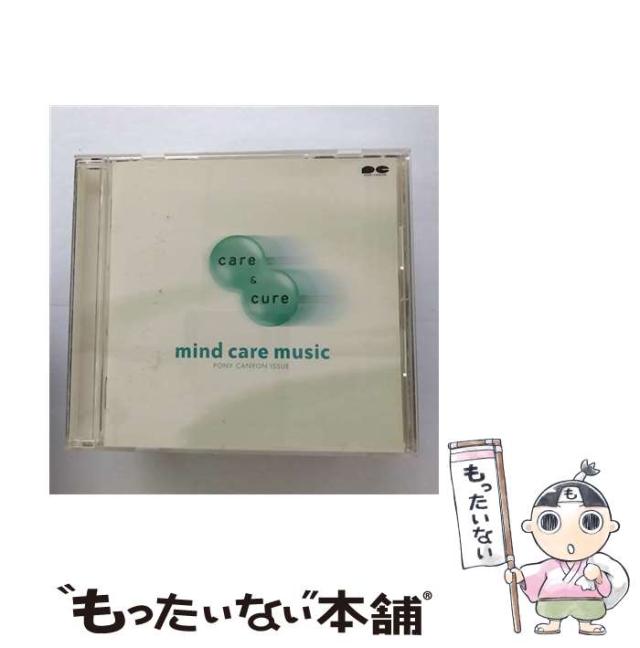 care
&
cure
mind care music
PONY CANYON ISSUE
もったいない
も
"もったいない"本舗®